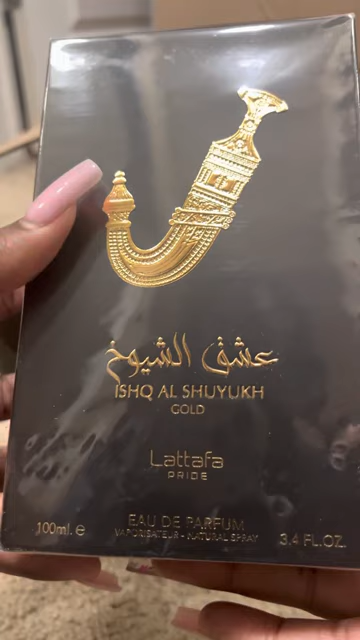 عشق الشيوخ
ISHQ AL SHUYUKH
GOLD
Lattafa
PRIDE
100ml. e
EAU DE PARFUM
VAPORISATEUR - NATURAL SPRAY
3.4 FL.OZ.